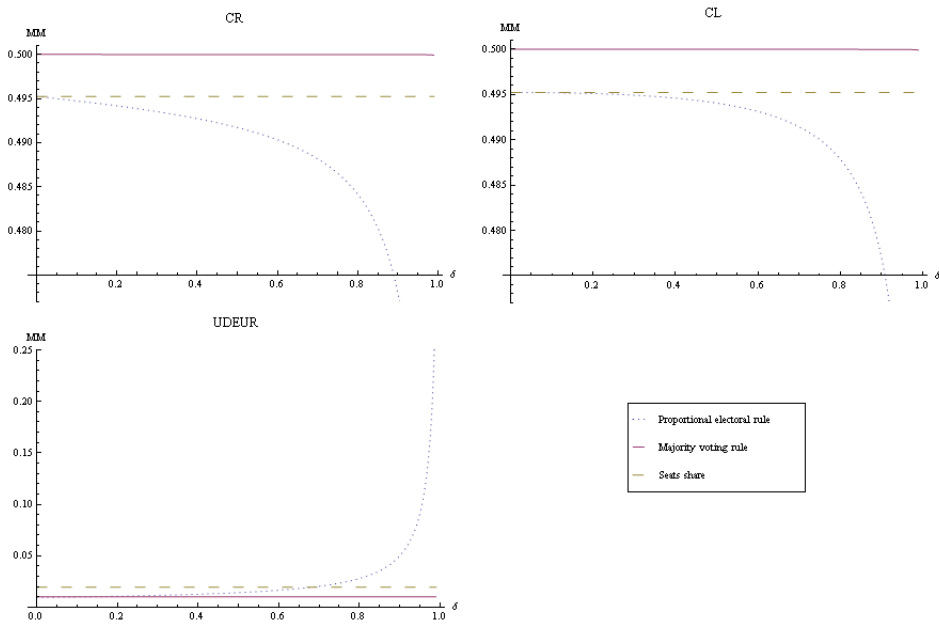 CR
MM
0.500
0.495
0.490
0.485
0.480
0.2 0.4 0.6 0.8 1.0 δ
CL
MM
0.500
0.495
0.490
0.485
0.480
0.2 0.4 0.6 0.8 1.0 δ
UDEUR
MM
0.25
0.20
0.15
0.10
0.05
0.0 0.2 0.4 0.6 0.8 1.0 δ
Proportional electoral rule
Majority voting rule
Seats share